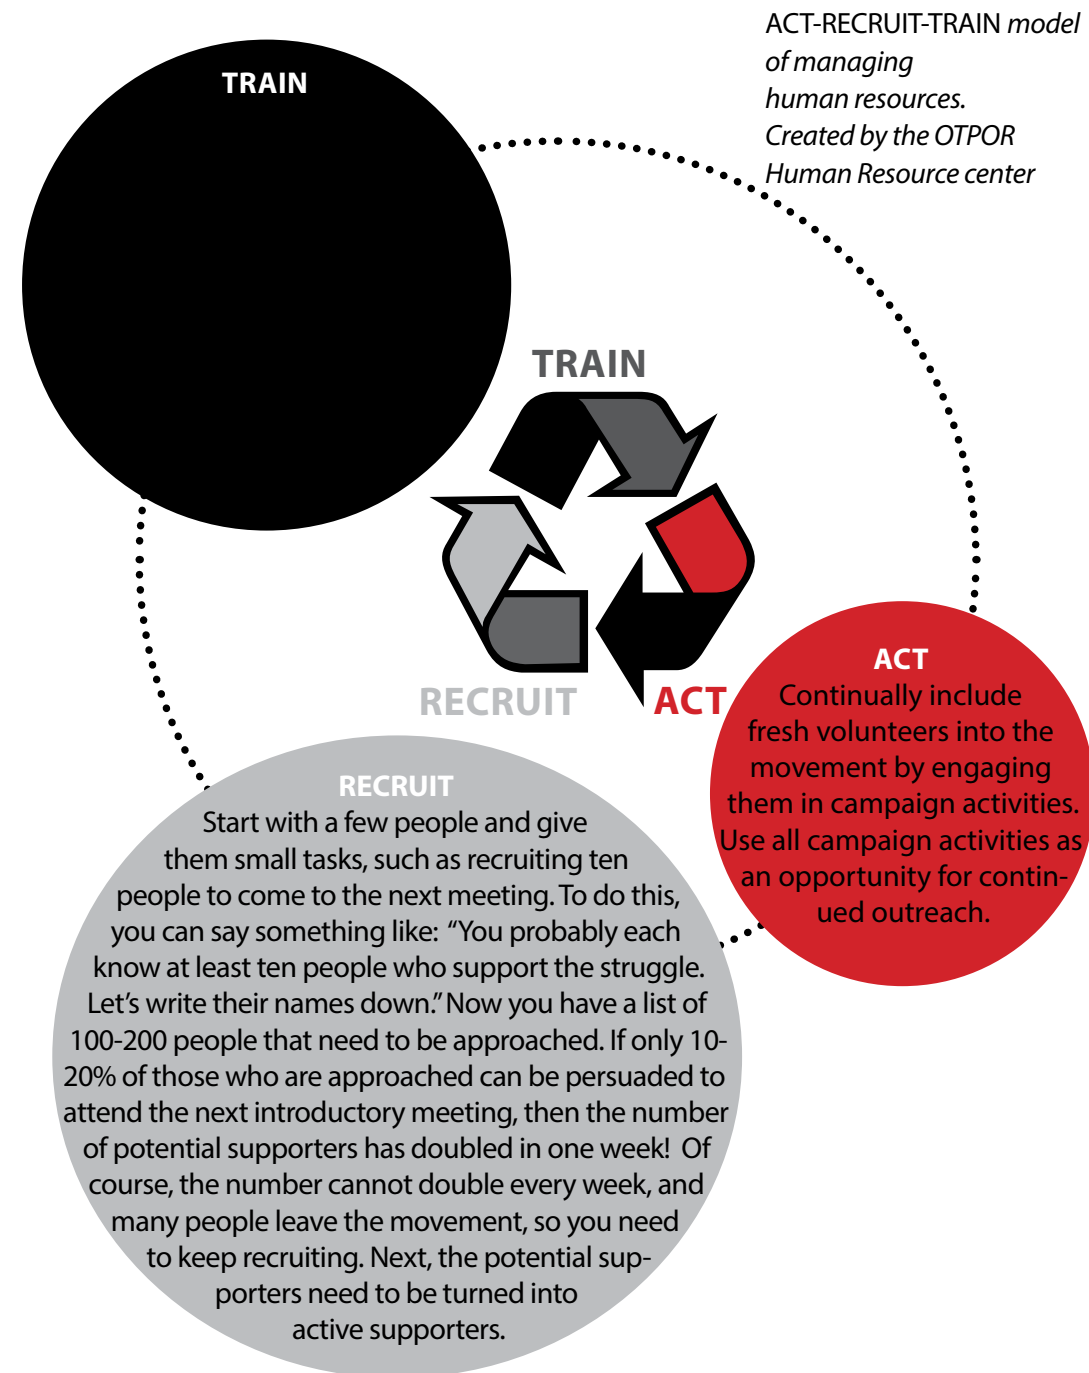 ACT-RECRUIT-TRAIN model
of managing
human resources.
Created by the OTPOR
Human Resource center
TRAIN
TRAIN
RECRUIT
ACT
ACT
Continually include
fresh volunteers into the
movement by engaging
them in campaign activities.
Use all campaign activities as
an opportunity for contin-
ued outreach.
RECRUIT
Start with a few people and give
them small tasks, such as recruiting ten
people to come to the next meeting. To do this,
you can say something like: “You probably each
know at least ten people who support the struggle.
Let’s write their names down.” Now you have a list of
100-200 people that need to be approached. If only 10-
20% of those who are approached can be persuaded to
attend the next introductory meeting, then the number
of potential supporters has doubled in one week!  Of
course, the number cannot double every week, and
many people leave the movement, so you need
to keep recruiting. Next, the potential sup-
porters need to be turned into
active supporters.